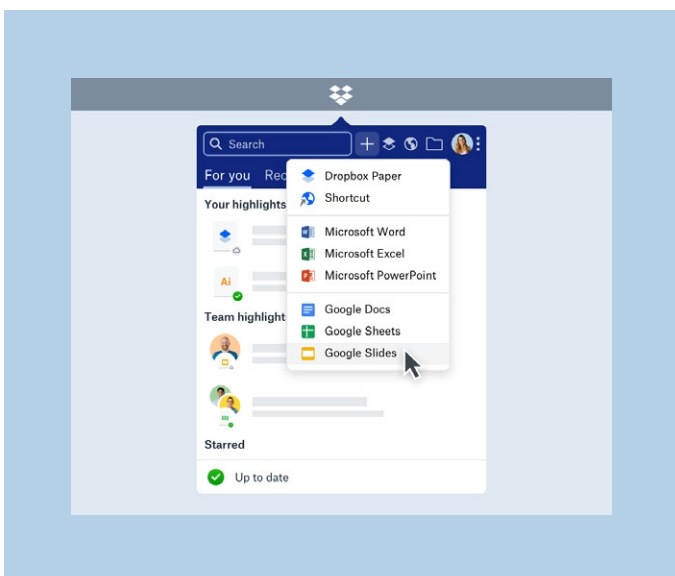 Search
For you Rec
Dropbox Paper
Shortcut
Your highlights
Microsoft Word
Microsoft Excel
Ai
Microsoft PowerPoint
Google Docs
Team highlight
Google Sheets
Google Slides
Starred
Up to date